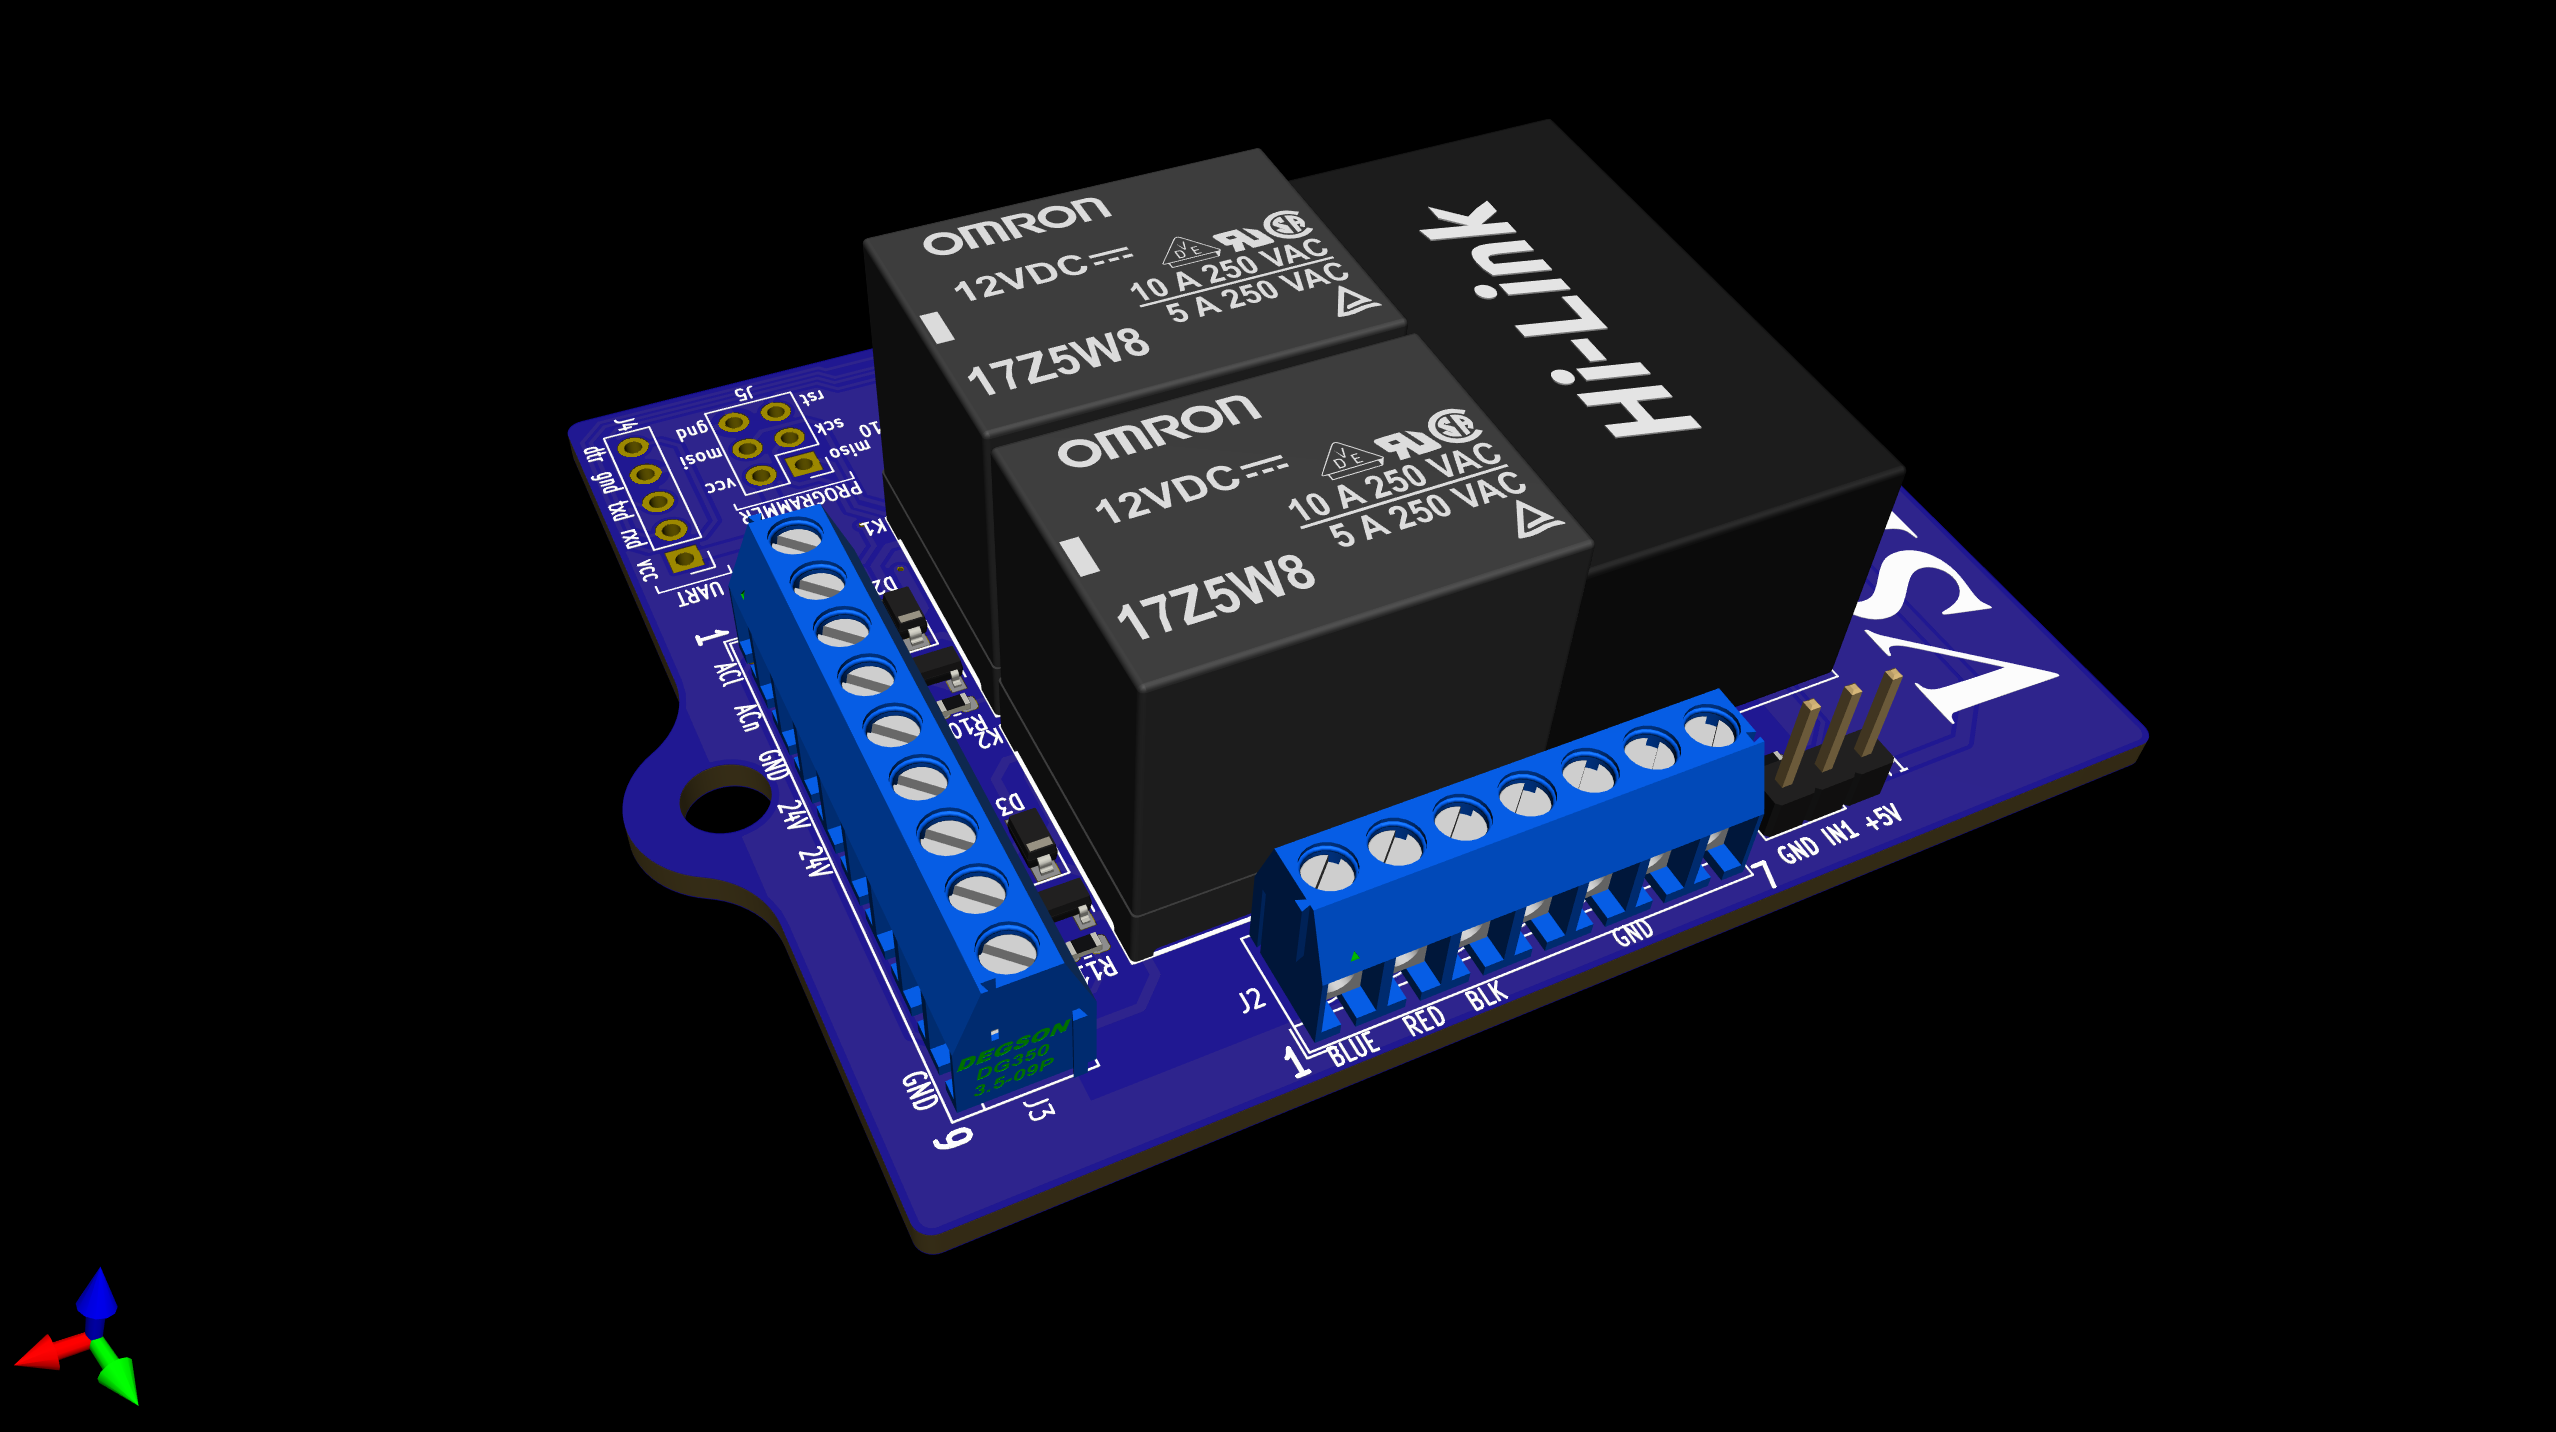 OMRON
12VDC
VDE
10 A 250 VAC
5 A 250 VAC
17Z5W8
OMRON
12VDC
VDE
10 A 250 VAC
5 A 250 VAC
17Z5W8
Hi-Link
J4
dtr
gnd
txd
rxd
vcc
UART
J5
gnd
mosi
vcc
rst
sck
miso
PROGRAMMER
K1
D2
R10
K2
D3
1
ACl
ACn
GND
24V
24V
GND
9
J3
DEGSON
DG350
3.5-09P
J2
1
BLUE
RED
BLK
GND
7
GND IN1 +5V